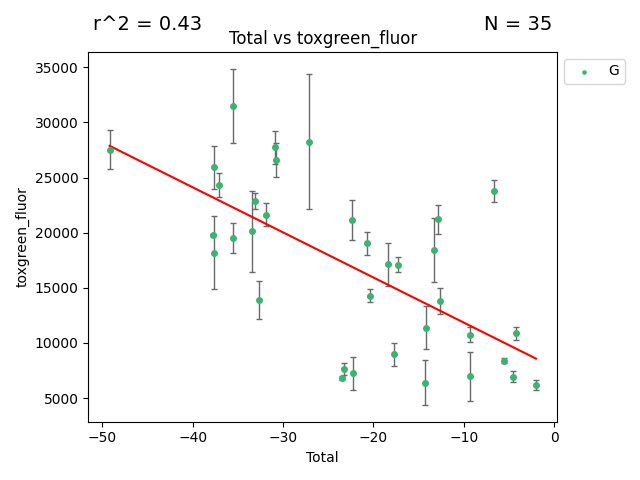 r^2 = 0.43
N = 35
Total vs toxgreen_fluor
G
35000
30000
25000
20000
15000
10000
5000
toxgreen_fluor
−50
−40
−30
−20
−10
0
Total